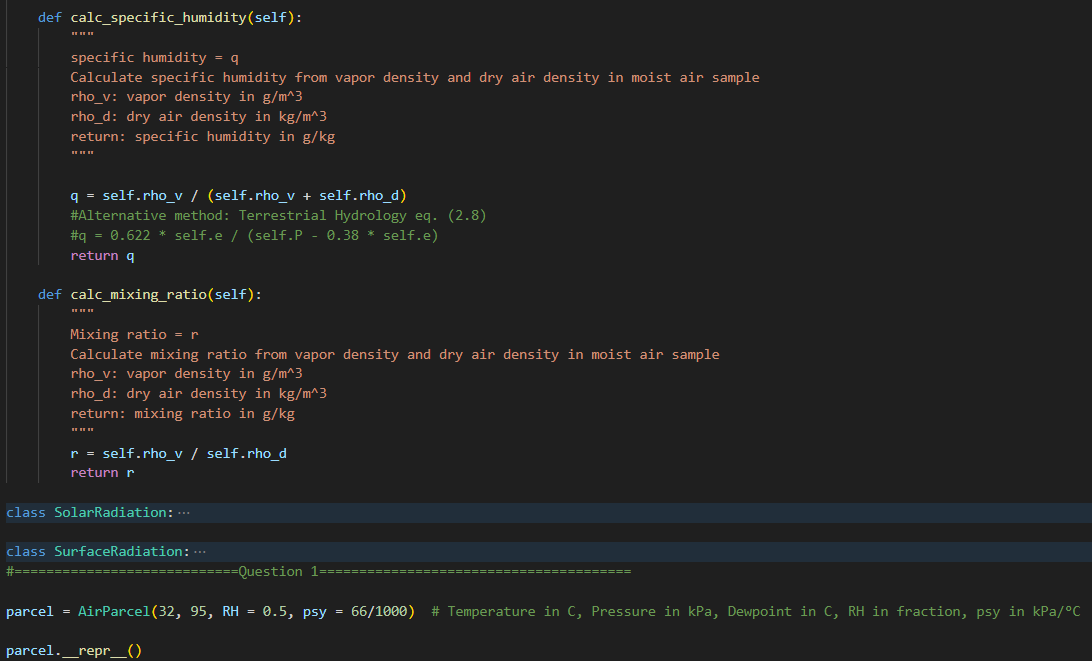 def calc_specific_humidity(self):
"""
specific humidity = q
Calculate specific humidity from vapor density and dry air density in moist air sample
rho_v: vapor density in g/m^3
rho_d: dry air density in kg/m^3
return: specific humidity in g/kg
"""
q = self.rho_v / (self.rho_v + self.rho_d)
#Alternative method: Terrestrial Hydrology eq. (2.8)
#q = 0.622 * self.e / (self.P - 0.38 * self.e)
return q
def calc_mixing_ratio(self):
"""
Mixing ratio = r
Calculate mixing ratio from vapor density and dry air density in moist air sample
rho_v: vapor density in g/m^3
rho_d: dry air density in kg/m^3
return: mixing ratio in g/kg
"""
r = self.rho_v / self.rho_d
return r
class SolarRadiation:···
class SurfaceRadiation:···
#============================Question 1=======================================
parcel = AirParcel(32, 95, RH = 0.5, psy = 66/1000)  # Temperature in C, Pressure in kPa, Dewpoint in C, RH in fraction, psy in kPa/°C
parcel.__repr__()